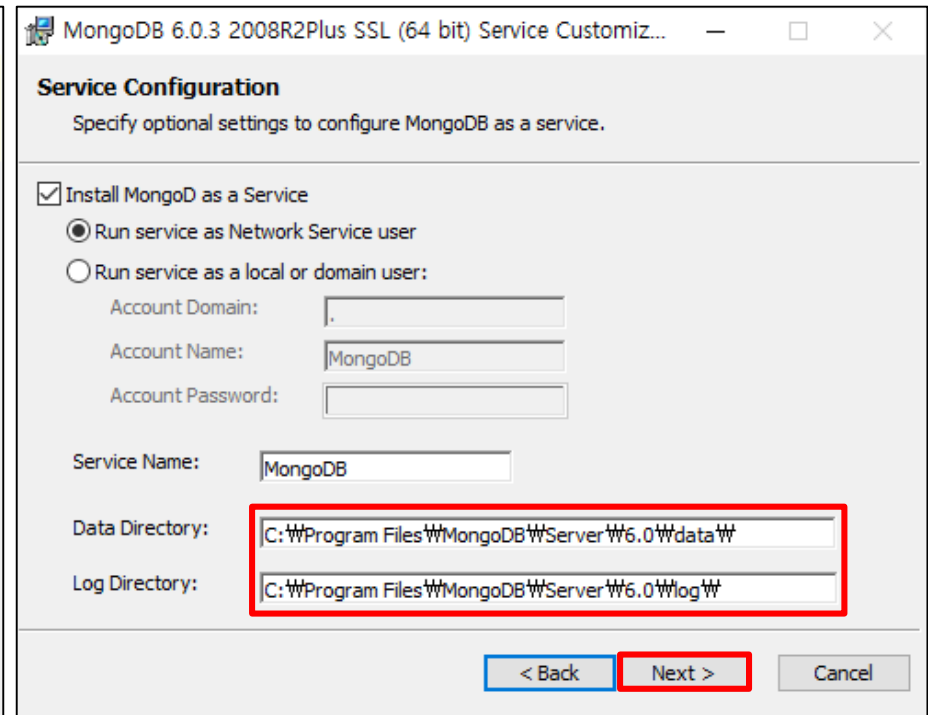 MongoDB 6.0.3 2008R2Plus SSL (64 bit) Service Customiz...
Service Configuration
Specify optional settings to configure MongoDB as a service.
Install MongoD as a Service
Run service as Network Service user
Run service as a local or domain user:
Account Domain: .
Account Name: MongoDB
Account Password:
Service Name: MongoDB
Data Directory: C:₩Program Files₩MongoDB₩Server₩6.0₩data₩
Log Directory: C:₩Program Files₩MongoDB₩Server₩6.0₩log₩
< Back Next > Cancel